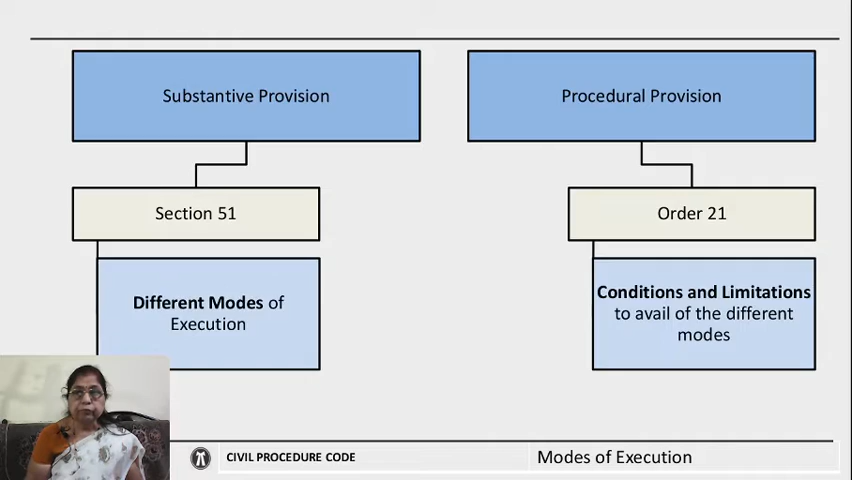 Substantive Provision
Procedural Provision
Section 51
Order 21
Different Modes of
Execution
Conditions and Limitations
to avail of the different
modes
CIVIL PROCEDURE CODE
Modes of Execution